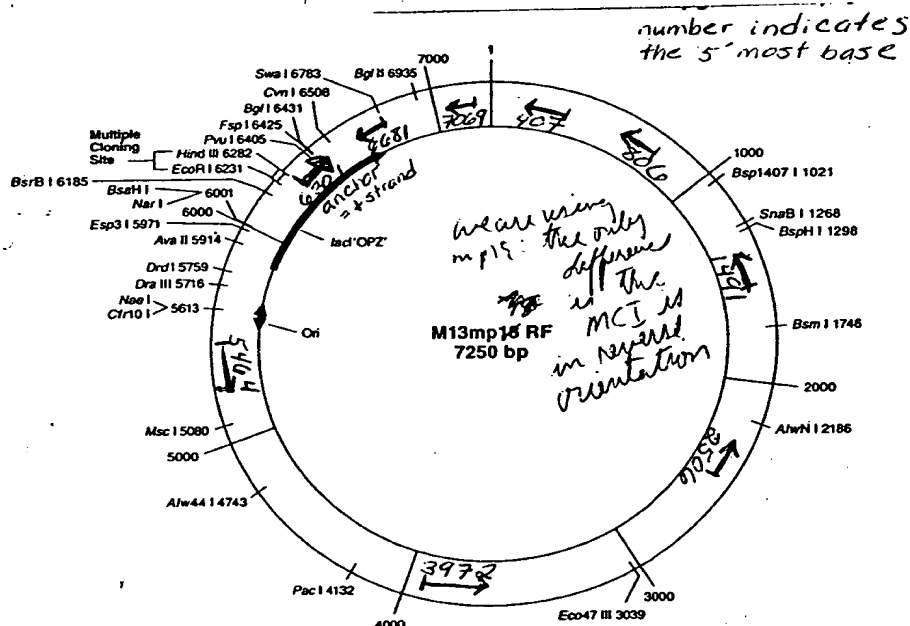 number indicates
the 5' most base
7000
1
Swa I 6783
Bgl II 6935
Cvn I 6508
Bgl I 6431
Fsp I 6425
Pvu I 6405
Multiple
Cloning
Site
Hind III 6282
EcoR I 6231
BsrB I 6185
BsaH I
Nar I
6001
6000
Esp3 I 5971
Ava II 5914
Drd I 5759
Dra III 5716
Nae I
Cfr10 I
5613
7069
407
806
6681
anchor
= + strand
lacI'OPZ'
Ori
1000
Bsp1407 I 1021
SnaB I 1268
BspH I 1298
we are using
mp19: the only
difference
is the
MCI is
in reverse
orientation
M13mp18 RF
7250 bp
Bsm I 1746
2000
AlwN I 2186
2506
5464
Msc I 5080
5000
Alw44 I 4743
Pac I 4132
3972
4000
Eco47 III 3039
3000